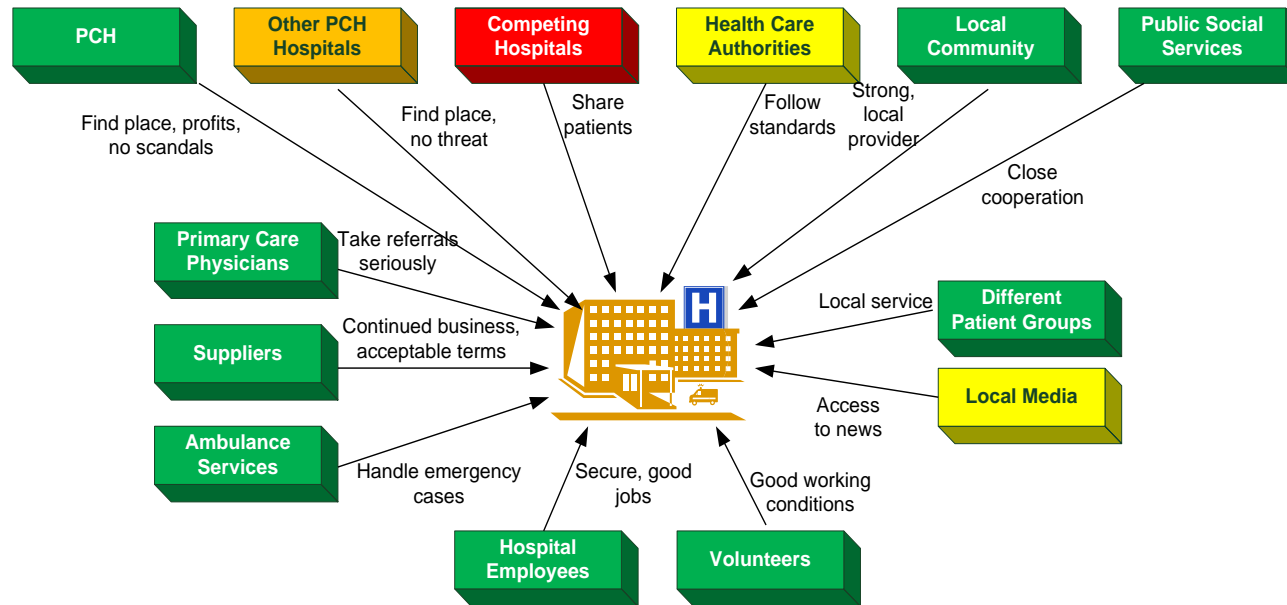 PCH
Other PCH
Hospitals
Competing
Hospitals
Health Care
Authorities
Local
Community
Public Social
Services
Find place, profits,
no scandals
Find place,
no threat
Share
patients
Follow
standards
Strong,
local
provider
Close
cooperation
Primary Care
Physicians
Take referrals
seriously
Local service
Different
Patient Groups
Suppliers
Continued business,
acceptable terms
H
Local Media
Access
to news
Ambulance
Services
Handle emergency
cases
Secure, good
jobs
Good working
conditions
Hospital
Employees
Volunteers